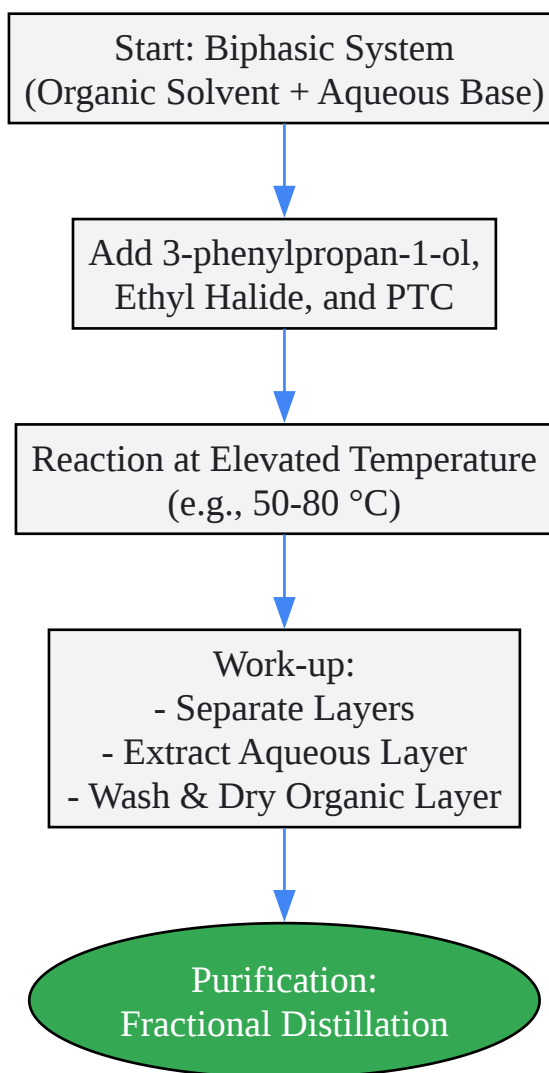 Start: Biphasic System
(Organic Solvent + Aqueous Base)
Add 3-phenylpropan-1-ol,
Ethyl Halide, and PTC
Reaction at Elevated Temperature
(e.g., 50-80 °C)
Work-up:
- Separate Layers
- Extract Aqueous Layer
- Wash & Dry Organic Layer
Purification:
Fractional Distillation